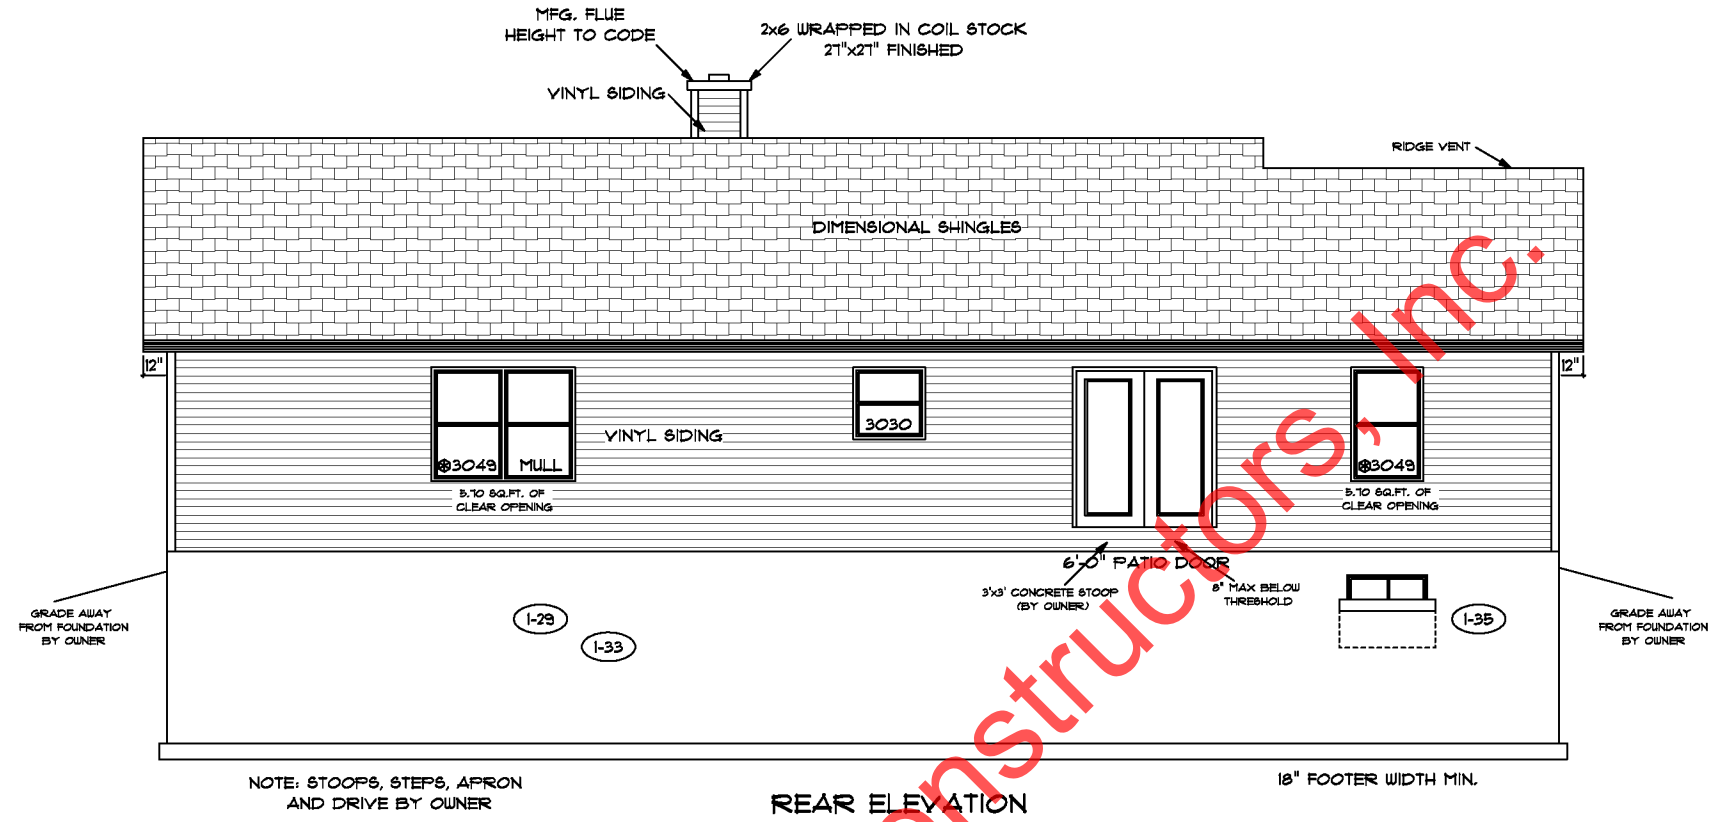 MFG. FLUE
HEIGHT TO CODE
2x6 WRAPPED IN COIL STOCK
27"x27" FINISHED
VINYL SIDING
RIDGE VENT
DIMENSIONAL SHINGLES
12"
12"
3030
VINYL SIDING
3049 MULL
3049
5.70 SQ.FT. OF
CLEAR OPENING
5.70 SQ.FT. OF
CLEAR OPENING
6'-0" PATIO DOOR
3'x3' CONCRETE STOOP
(BY OWNER)
8" MAX BELOW
THRESHOLD
GRADE AWAY
FROM FOUNDATION
BY OWNER
1-29
1-33
1-35
GRADE AWAY
FROM FOUNDATION
BY OWNER
NOTE: STOOPS, STEPS, APRON
AND DRIVE BY OWNER
REAR ELEVATION
18" FOOTER WIDTH MIN.
onstructors, Inc.